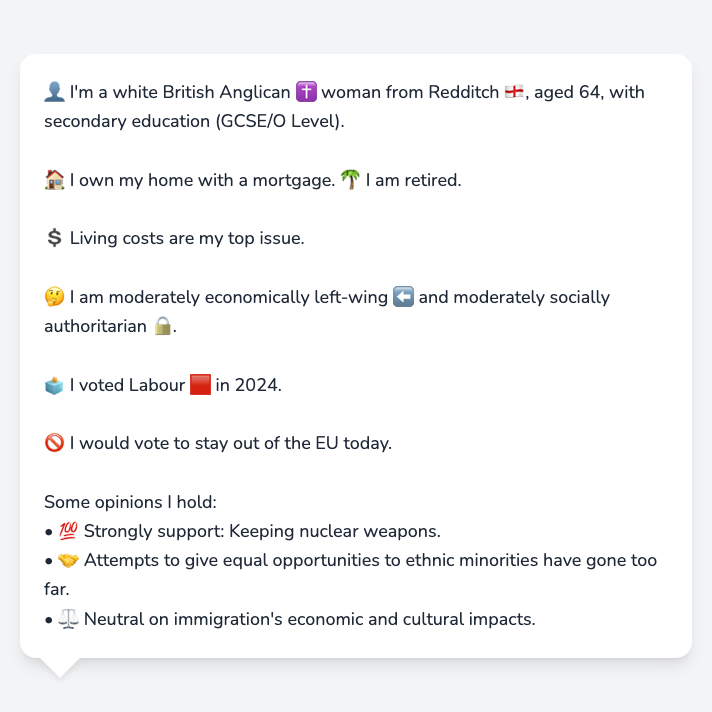 👤 I'm a white British Anglican ✝️ woman from Redditch 🏴󠁧󠁢󠁥󠁮󠁧󠁿, aged 64, with
secondary education (GCSE/O Level).
🏠 I own my home with a mortgage. 🌴 I am retired.
💲 Living costs are my top issue.
🤔 I am moderately economically left-wing ⬅️ and moderately socially
authoritarian 🔒.
🗳️ I voted Labour 🟥 in 2024.
🚫 I would vote to stay out of the EU today.
Some opinions I hold:
• 💯 Strongly support: Keeping nuclear weapons.
• 🤝 Attempts to give equal opportunities to ethnic minorities have gone too
far.
• ⚖️ Neutral on immigration's economic and cultural impacts.